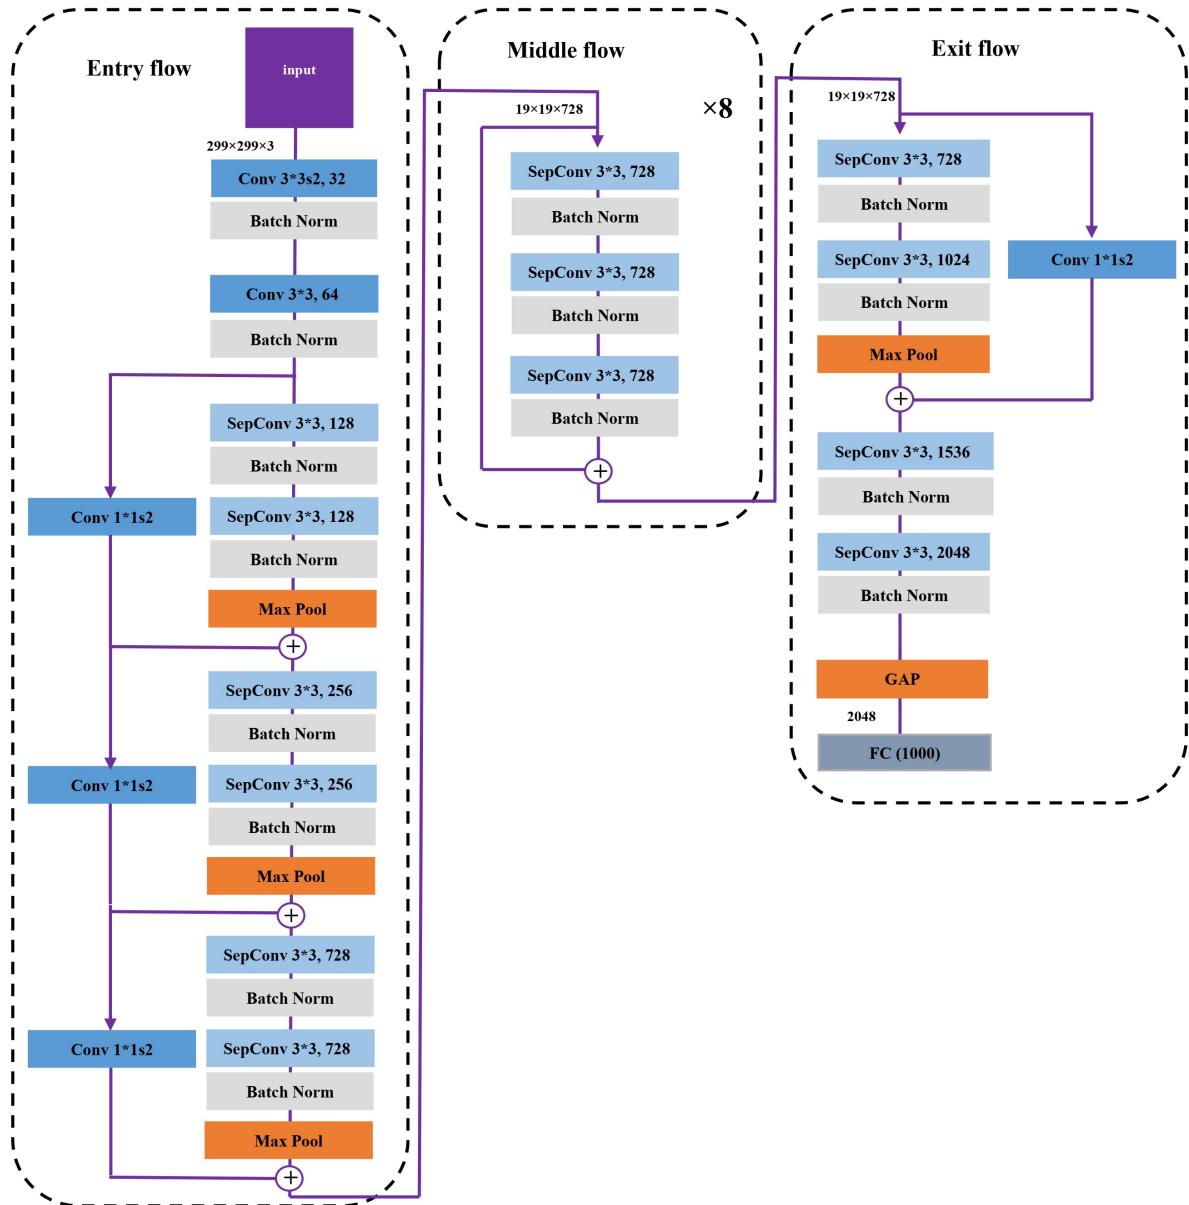 Entry flow
input
299×299×3
Conv 3*3s2, 32
Batch Norm
Conv 3*3, 64
Batch Norm
SepConv 3*3, 128
Batch Norm
Conv 1*1s2
SepConv 3*3, 128
Batch Norm
Max Pool
+
SepConv 3*3, 256
Batch Norm
Conv 1*1s2
SepConv 3*3, 256
Batch Norm
Max Pool
+
SepConv 3*3, 728
Batch Norm
Conv 1*1s2
SepConv 3*3, 728
Batch Norm
Max Pool
+
Middle flow
×8
19×19×728
SepConv 3*3, 728
Batch Norm
SepConv 3*3, 728
Batch Norm
SepConv 3*3, 728
Batch Norm
+
Exit flow
19×19×728
SepConv 3*3, 728
Batch Norm
SepConv 3*3, 1024
Conv 1*1s2
Batch Norm
Max Pool
+
SepConv 3*3, 1536
Batch Norm
SepConv 3*3, 2048
Batch Norm
GAP
2048
FC (1000)